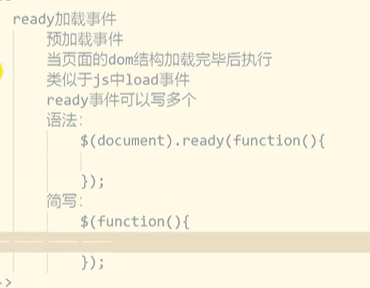 ready加载事件
预加载事件
当页面的dom结构加载完毕后执行
类似于js中load事件
ready事件可以写多个
语法:
$(document).ready(function(){
});
简写:
$(function(){
});
-->